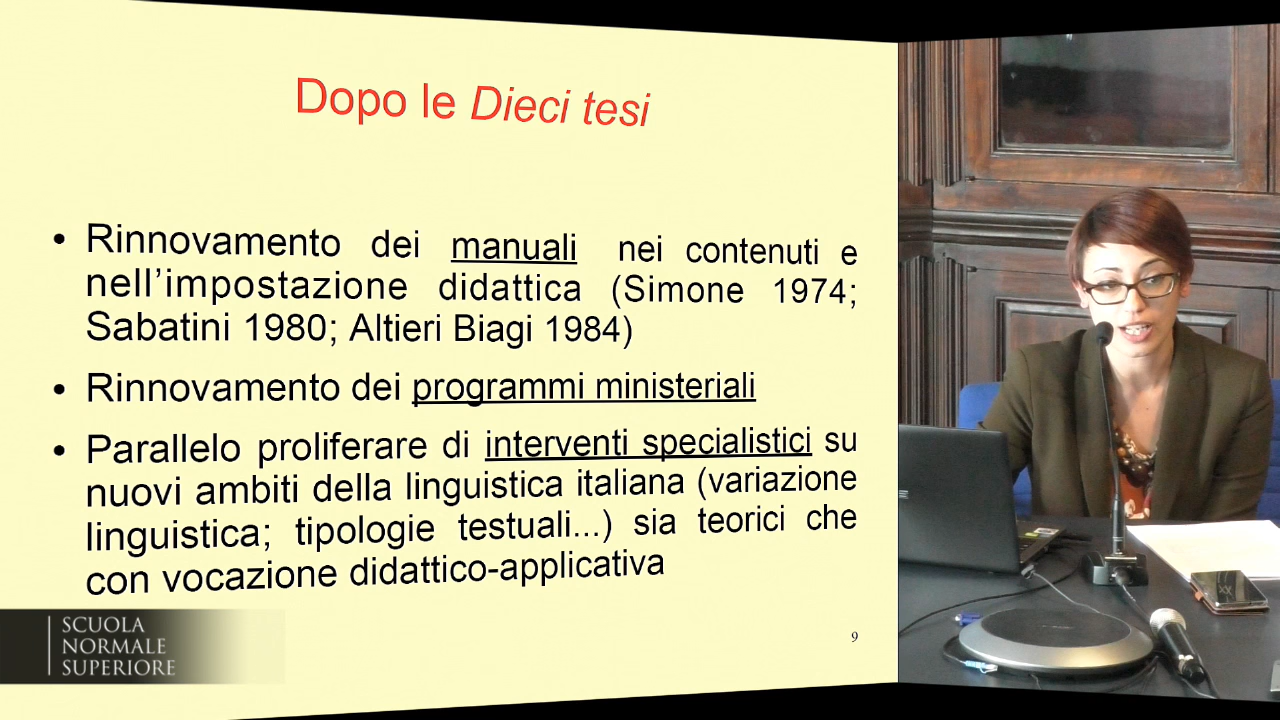 Dopo le Dieci tesi
• Rinnovamento dei manuali nei contenuti e
nell’impostazione didattica (Simone 1974;
Sabatini 1980; Altieri Biagi 1984)
• Rinnovamento dei programmi ministeriali
• Parallelo proliferare di interventi specialistici su
nuovi ambiti della linguistica italiana (variazione
linguistica; tipologie testuali...) sia teorici che
con vocazione didattico-applicativa
9
SCUOLA
NORMALE
SUPERIORE